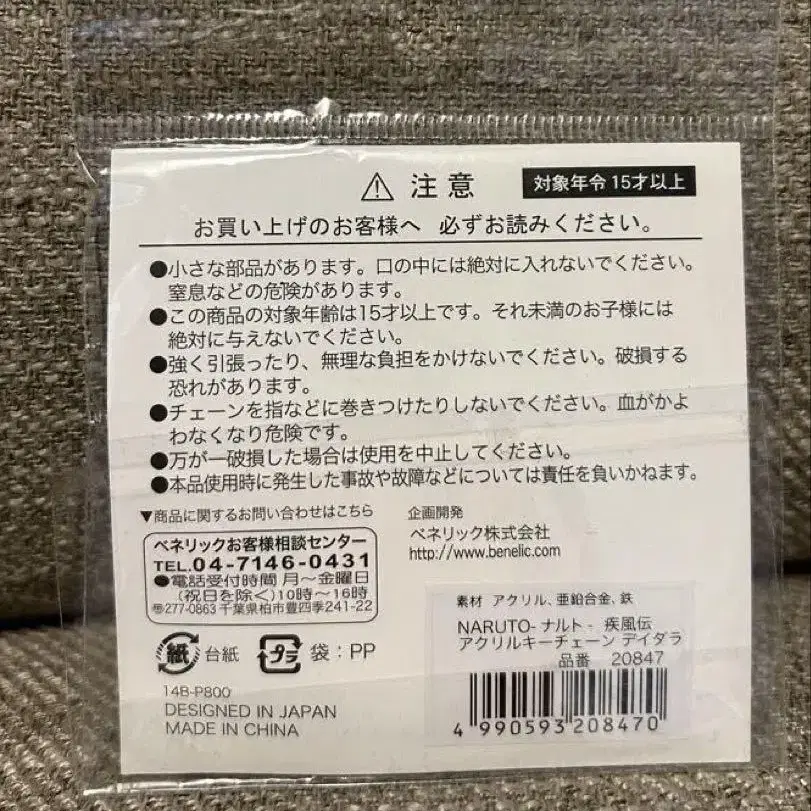 ⚠ 注意 対象年令 15才以上
お買い上げのお客様へ 必ずお読みください。
●小さな部品があります。口の中には絶対に入れないでください。
窒息などの危険があります。
●この商品の対象年齢は15才以上です。それ未満のお子様には
絶対に与えないでください。
●強く引張ったり、無理な負担をかけないでください。破損する
恐れがあります。
●チェーンを指などに巻きつけたりしないでください。血がかよ
わなくなり危険です。
●万が一破損した場合は使用を中止してください。
●本品使用時に発生した事故や故障などについては責任を負いかねます。
▼商品に関するお問い合わせはこちら
ベネリックお客様相談センター
TEL.04-7146-0431
●電話受付時間 月〜金曜日
(祝日を除く)10時〜16時
〒277-0863 千葉県柏市豊四季241-22
企画開発
ベネリック株式会社
http://www.benelic.com
紙 台紙 プラ 袋:PP
14B-P800
DESIGNED IN JAPAN
MADE IN CHINA
素材 アクリル、亜鉛合金、鉄
NARUTO-ナルト- 疾風伝
アクリルキーチェーン デイダラ
品番 20847
4 990593 208470